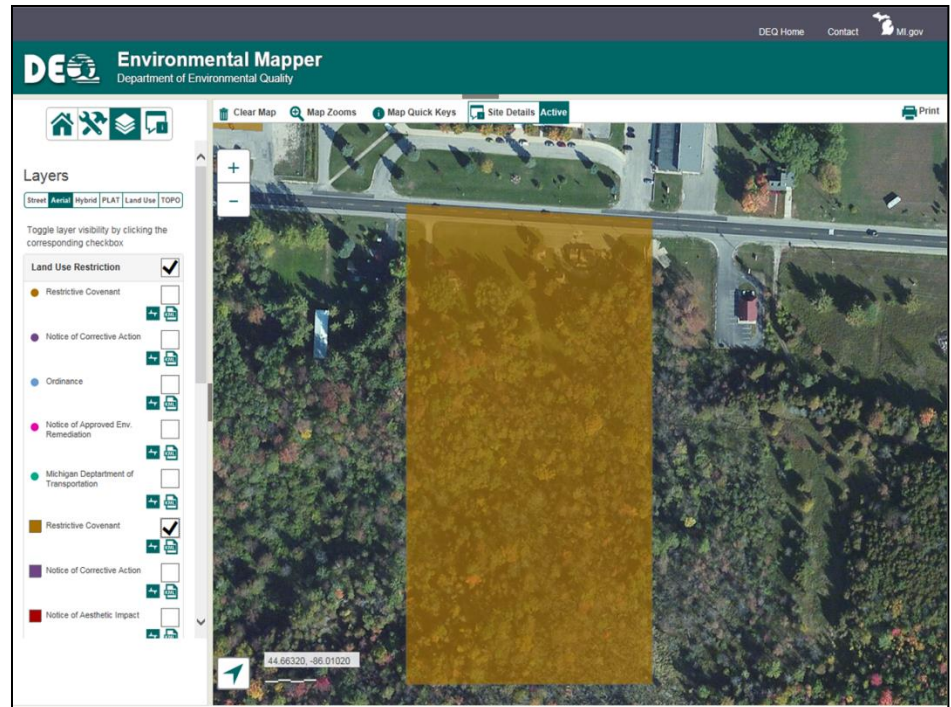 DEQ Home Contact MI.gov
DEQ Environmental Mapper
Department of Environmental Quality
Clear Map Map Zooms Map Quick Keys Site Details Active Print
Layers
Street Aerial Hybrid PLAT Land Use TOPO
Toggle layer visibility by clicking the
corresponding checkbox
Land Use Restriction
Restrictive Covenant
Notice of Corrective Action
Ordinance
Notice of Approved Env.
Remediation
Michigan Deptartment of
Transportation
Restrictive Covenant
Notice of Corrective Action
Notice of Aesthetic Impact
+
−
44.66320, -86.01020